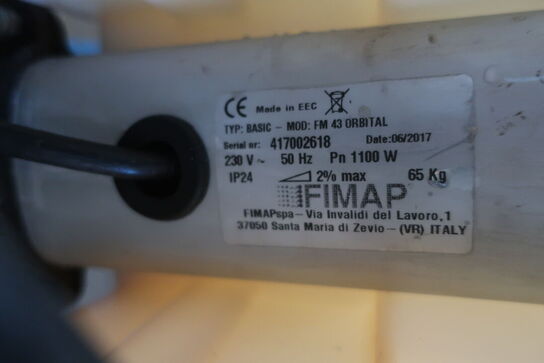 CE Made in EEC
TYP: BASIC - MOD: FM 43 ORBITAL
Serial nr: 417002618 Date:06/2017
230 V ~ 50 Hz Pn 1100 W
IP24 2% max 65 Kg
FIMAP
FIMAPspa - Via Invalidi del Lavoro,1
37050 Santa Maria di Zevio - (VR) ITALY